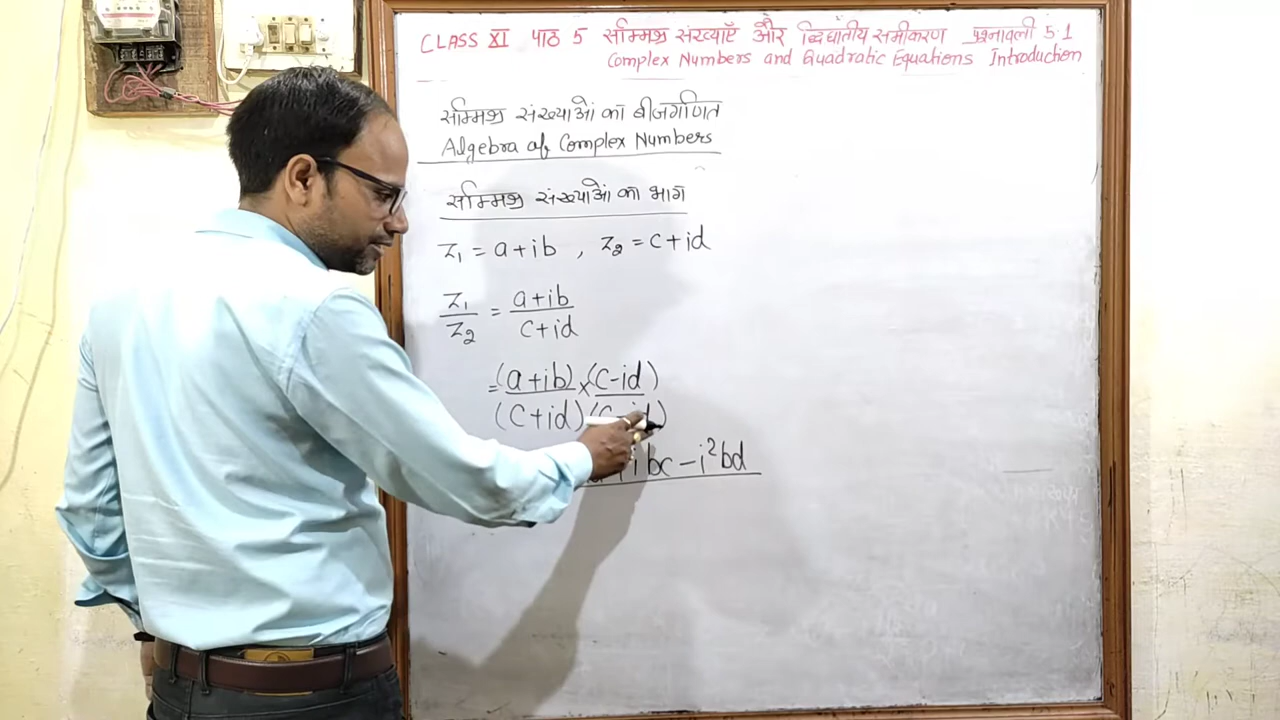 CLASS XI पाठ 5 सम्मिश्र संख्याएँ और द्विघातीय समीकरण प्रश्नावली 5.1
Complex Numbers and Quadratic Equations Introduction
सम्मिश्र संख्याओं का बीजगणित
Algebra of Complex Numbers
सम्मिश्र संख्याओं का भाग
z₁ = a+ib , z₂ = c+id
z₁/z₂ = (a+ib)/(c+id)
= (a+ib)/(c+id) × (c-id)/(c-id)
ibc - i²bd